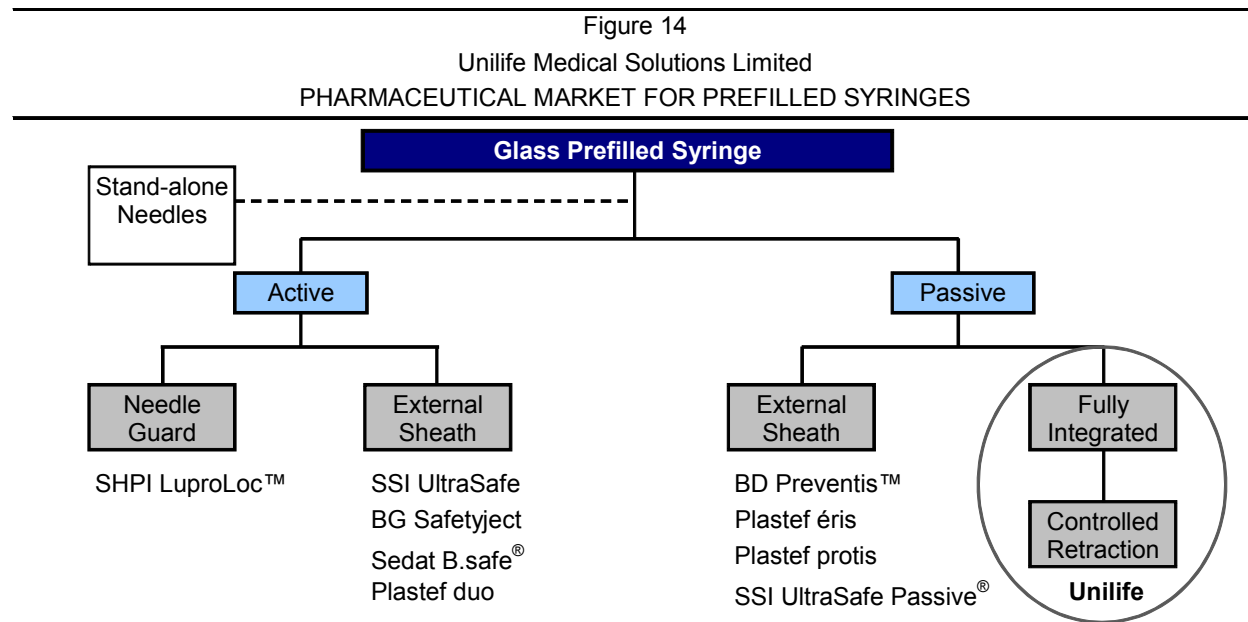 Figure 14
Unilife Medical Solutions Limited
PHARMACEUTICAL MARKET FOR PREFILLED SYRINGES
Glass Prefilled Syringe
Stand-alone
Needles
Active
Passive
Needle
Guard
External
Sheath
External
Sheath
Fully
Integrated
SHPI LuproLoc™
SSI UltraSafe
BG Safetyject
Sedat B.safe®
Plastef duo
BD Preventis™
Plastef éris
Plastef protis
SSI UltraSafe Passive®
Controlled
Retraction
Unilife